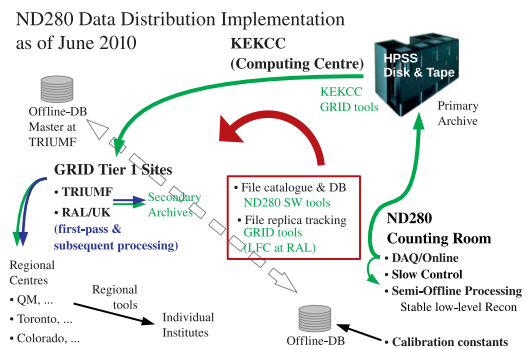 ND280 Data Distribution Implementation
as of June 2010
KEKCC
(Computing Centre)
HPSS
Disk & Tape
KEKCC
GRID tools
Primary
Archive
Offline-DB
Master at
TRIUMF
GRID Tier 1 Sites
• TRIUMF
• RAL/UK
(first-pass &
subsequent processing)
Secondary
Archives
• File catalogue & DB
ND280 SW tools
• File replica tracking
GRID tools
(LFC at RAL)
ND280
Counting Room
• DAQ/Online
• Slow Control
• Semi-Offline Processing
Stable low-level Recon
Regional
Centres
• QM, ...
• Toronto, ...
• Colorado, ...
Regional
tools
Individual
Institutes
Offline-DB
• Calibration constants